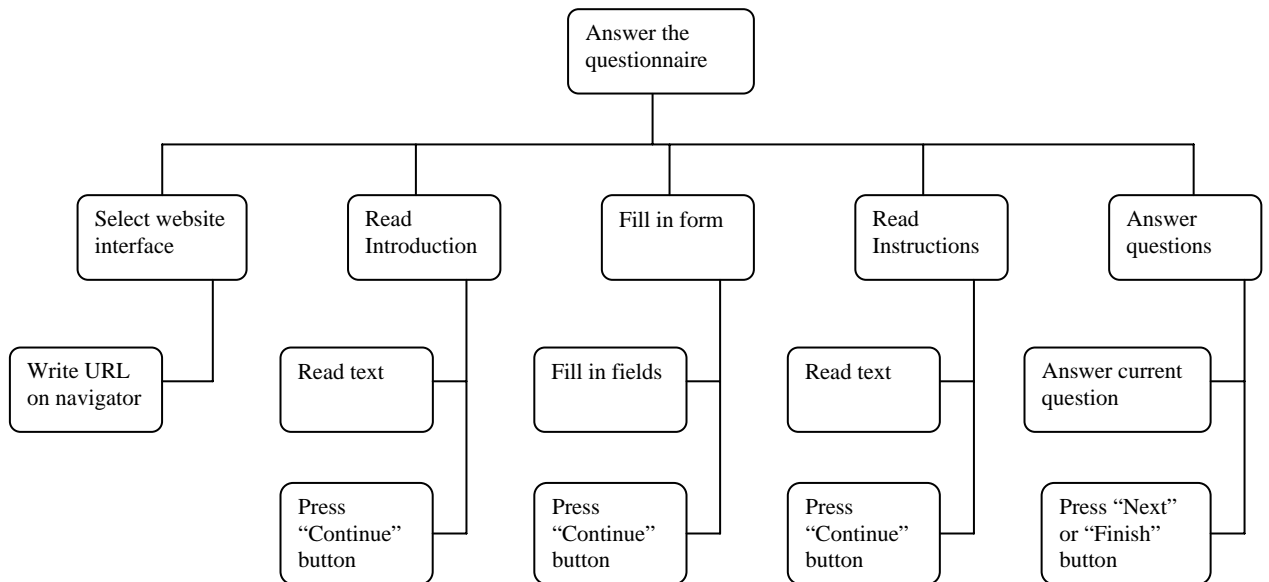 Answer the
questionnaire
Select website
interface
Read
Introduction
Fill in form
Read
Instructions
Answer
questions
Write URL
on navigator
Read text
Fill in fields
Read text
Answer current
question
Press
“Continue”
button
Press
“Continue”
button
Press
“Continue”
button
Press “Next”
or “Finish”
button